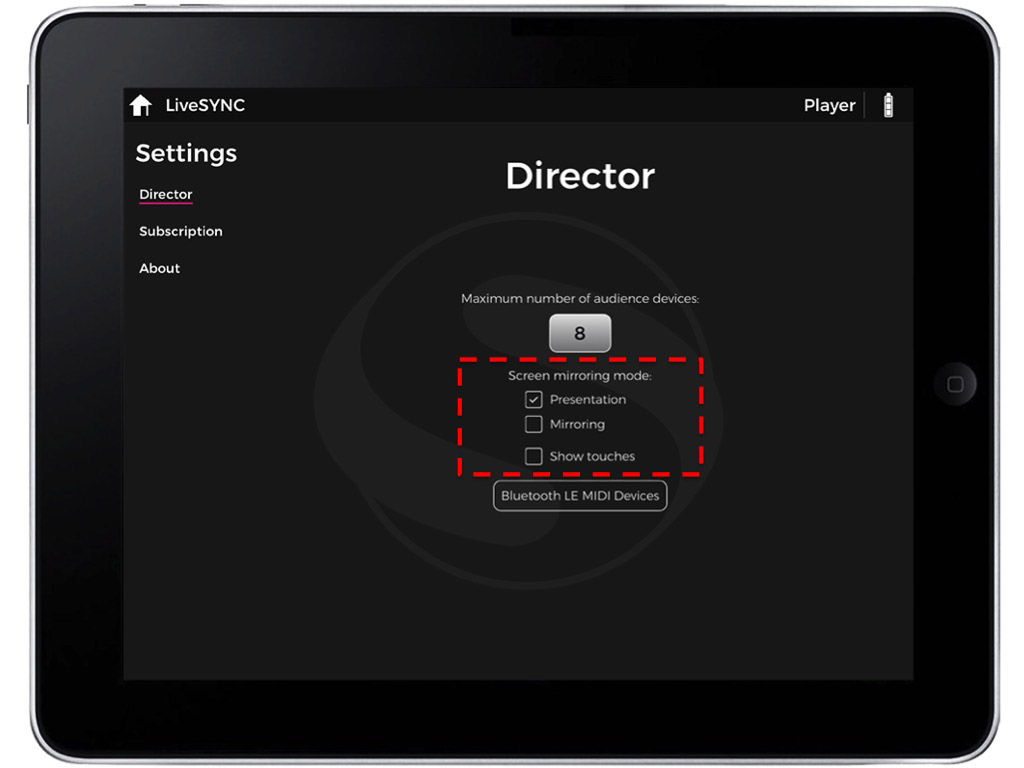 LiveSYNC
Player
Settings
Director
Subscription
About
Director
Maximum number of audience devices:
8
Screen mirroring mode:
Presentation
Mirroring
Show touches
Bluetooth LE MIDI Devices